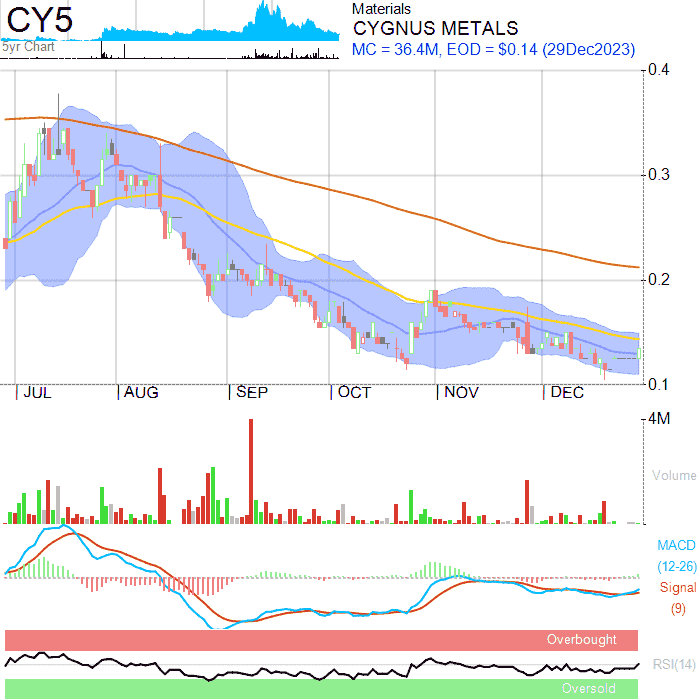 CY5
5yr Chart
Materials
CYGNUS METALS
MC = 36.4M, EOD = $0.14 (29Dec2023)
0.4
0.3
0.2
0.1
JUL AUG SEP OCT NOV DEC
4M
Volume
MACD
(12-26)
Signal
(9)
Overbought
RSI(14)
Oversold